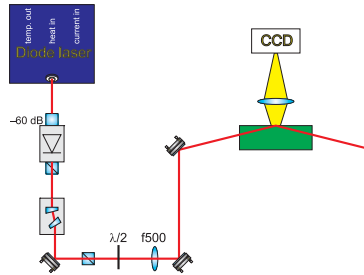 temp. out
heat in
current in
Diode laser
–60 dB
CCD
λ/2
f500